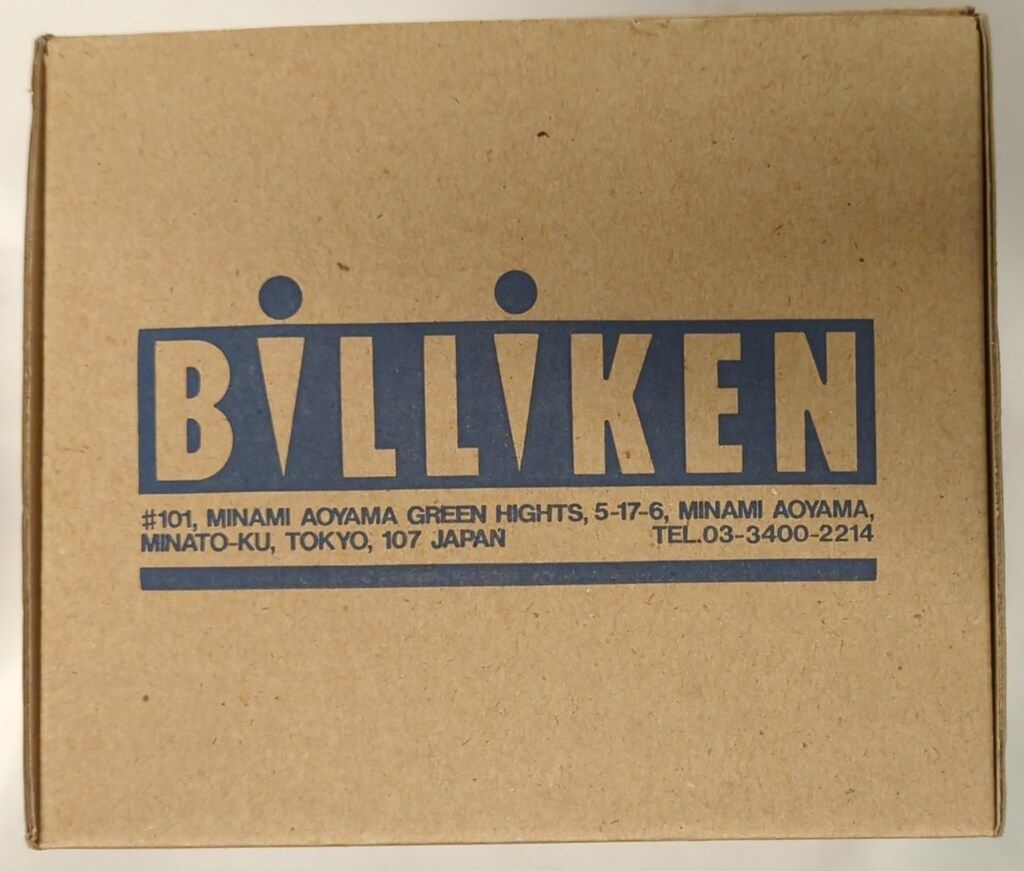 BiLLiKEN
#101, MINAMI AOYAMA GREEN HIGHTS, 5-17-6, MINAMI AOYAMA,
MINATO-KU, TOKYO, 107 JAPAN TEL.03-3400-2214